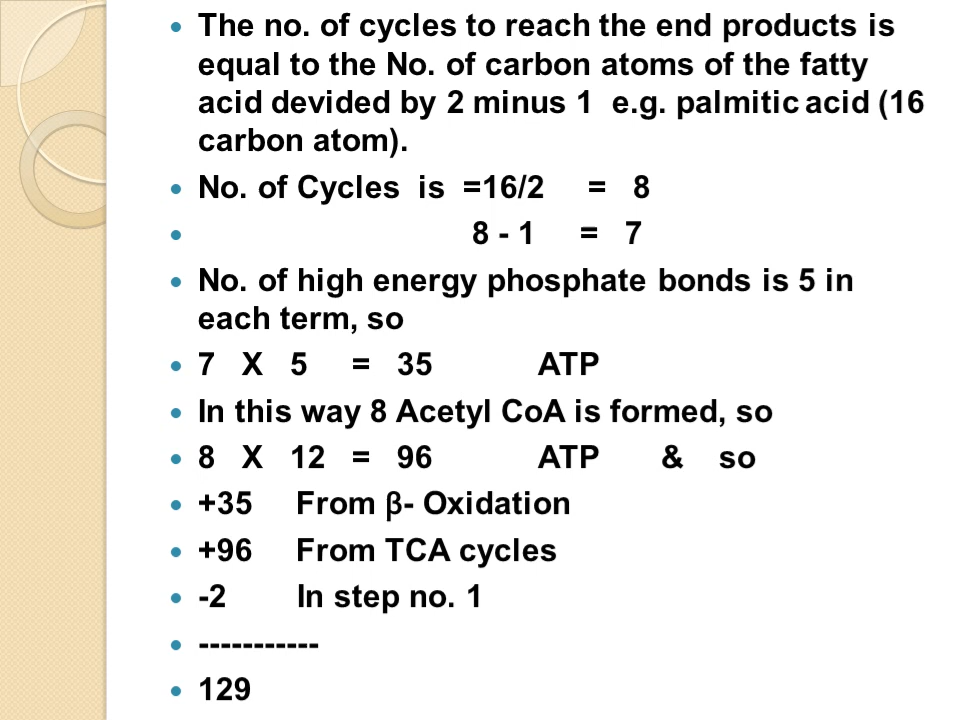 • The no. of cycles to reach the end products is
equal to the No. of carbon atoms of the fatty
acid devided by 2 minus 1 e.g. palmitic acid (16
carbon atom).
• No. of Cycles is =16/2 = 8
• 8 - 1 = 7
• No. of high energy phosphate bonds is 5 in
each term, so
• 7 X 5 = 35 ATP
• In this way 8 Acetyl CoA is formed, so
• 8 X 12 = 96 ATP & so
• +35 From β- Oxidation
• +96 From TCA cycles
• -2 In step no. 1
• -----------
• 129